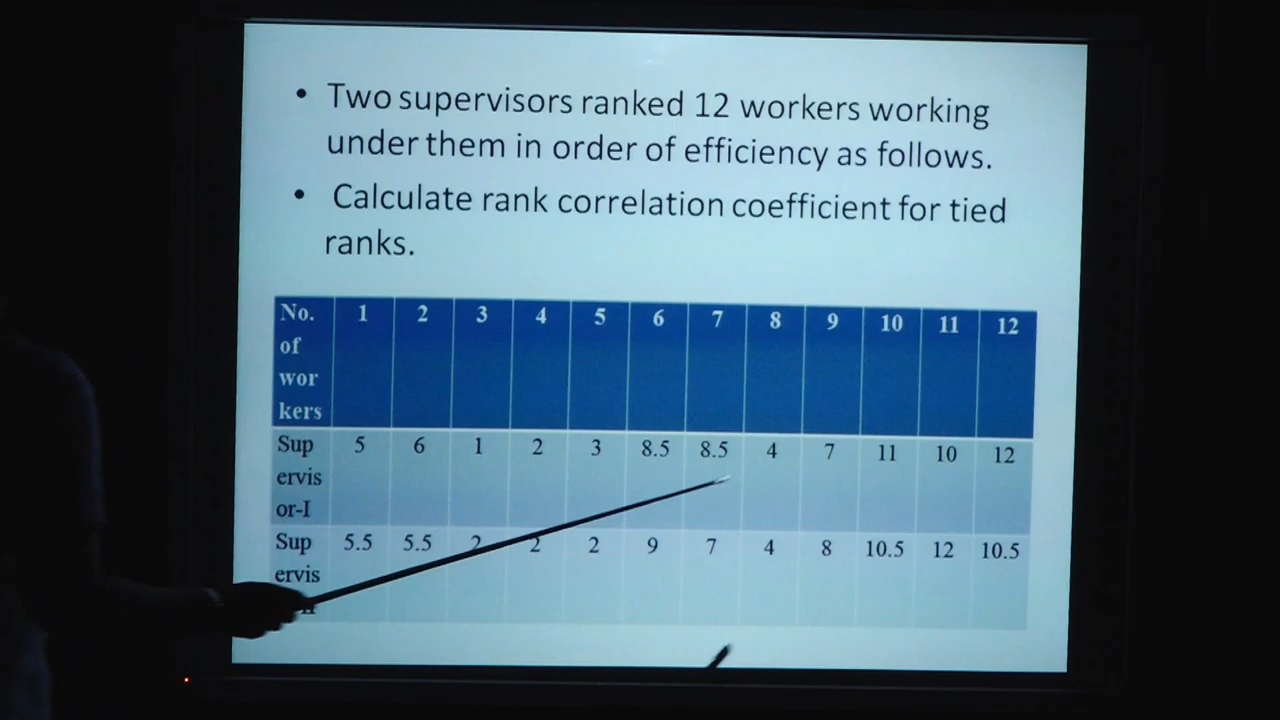 • Two supervisors ranked 12 workers working
under them in order of efficiency as follows.
• Calculate rank correlation coefficient for tied
ranks.
No. of wor kers 1 2 3 4 5 6 7 8 9 10 11 12
Sup ervis or-I 5 6 1 2 3 8.5 8.5 4 7 11 10 12
Sup ervis 5.5 5.5 2 2 2 9 7 4 8 10.5 12 10.5